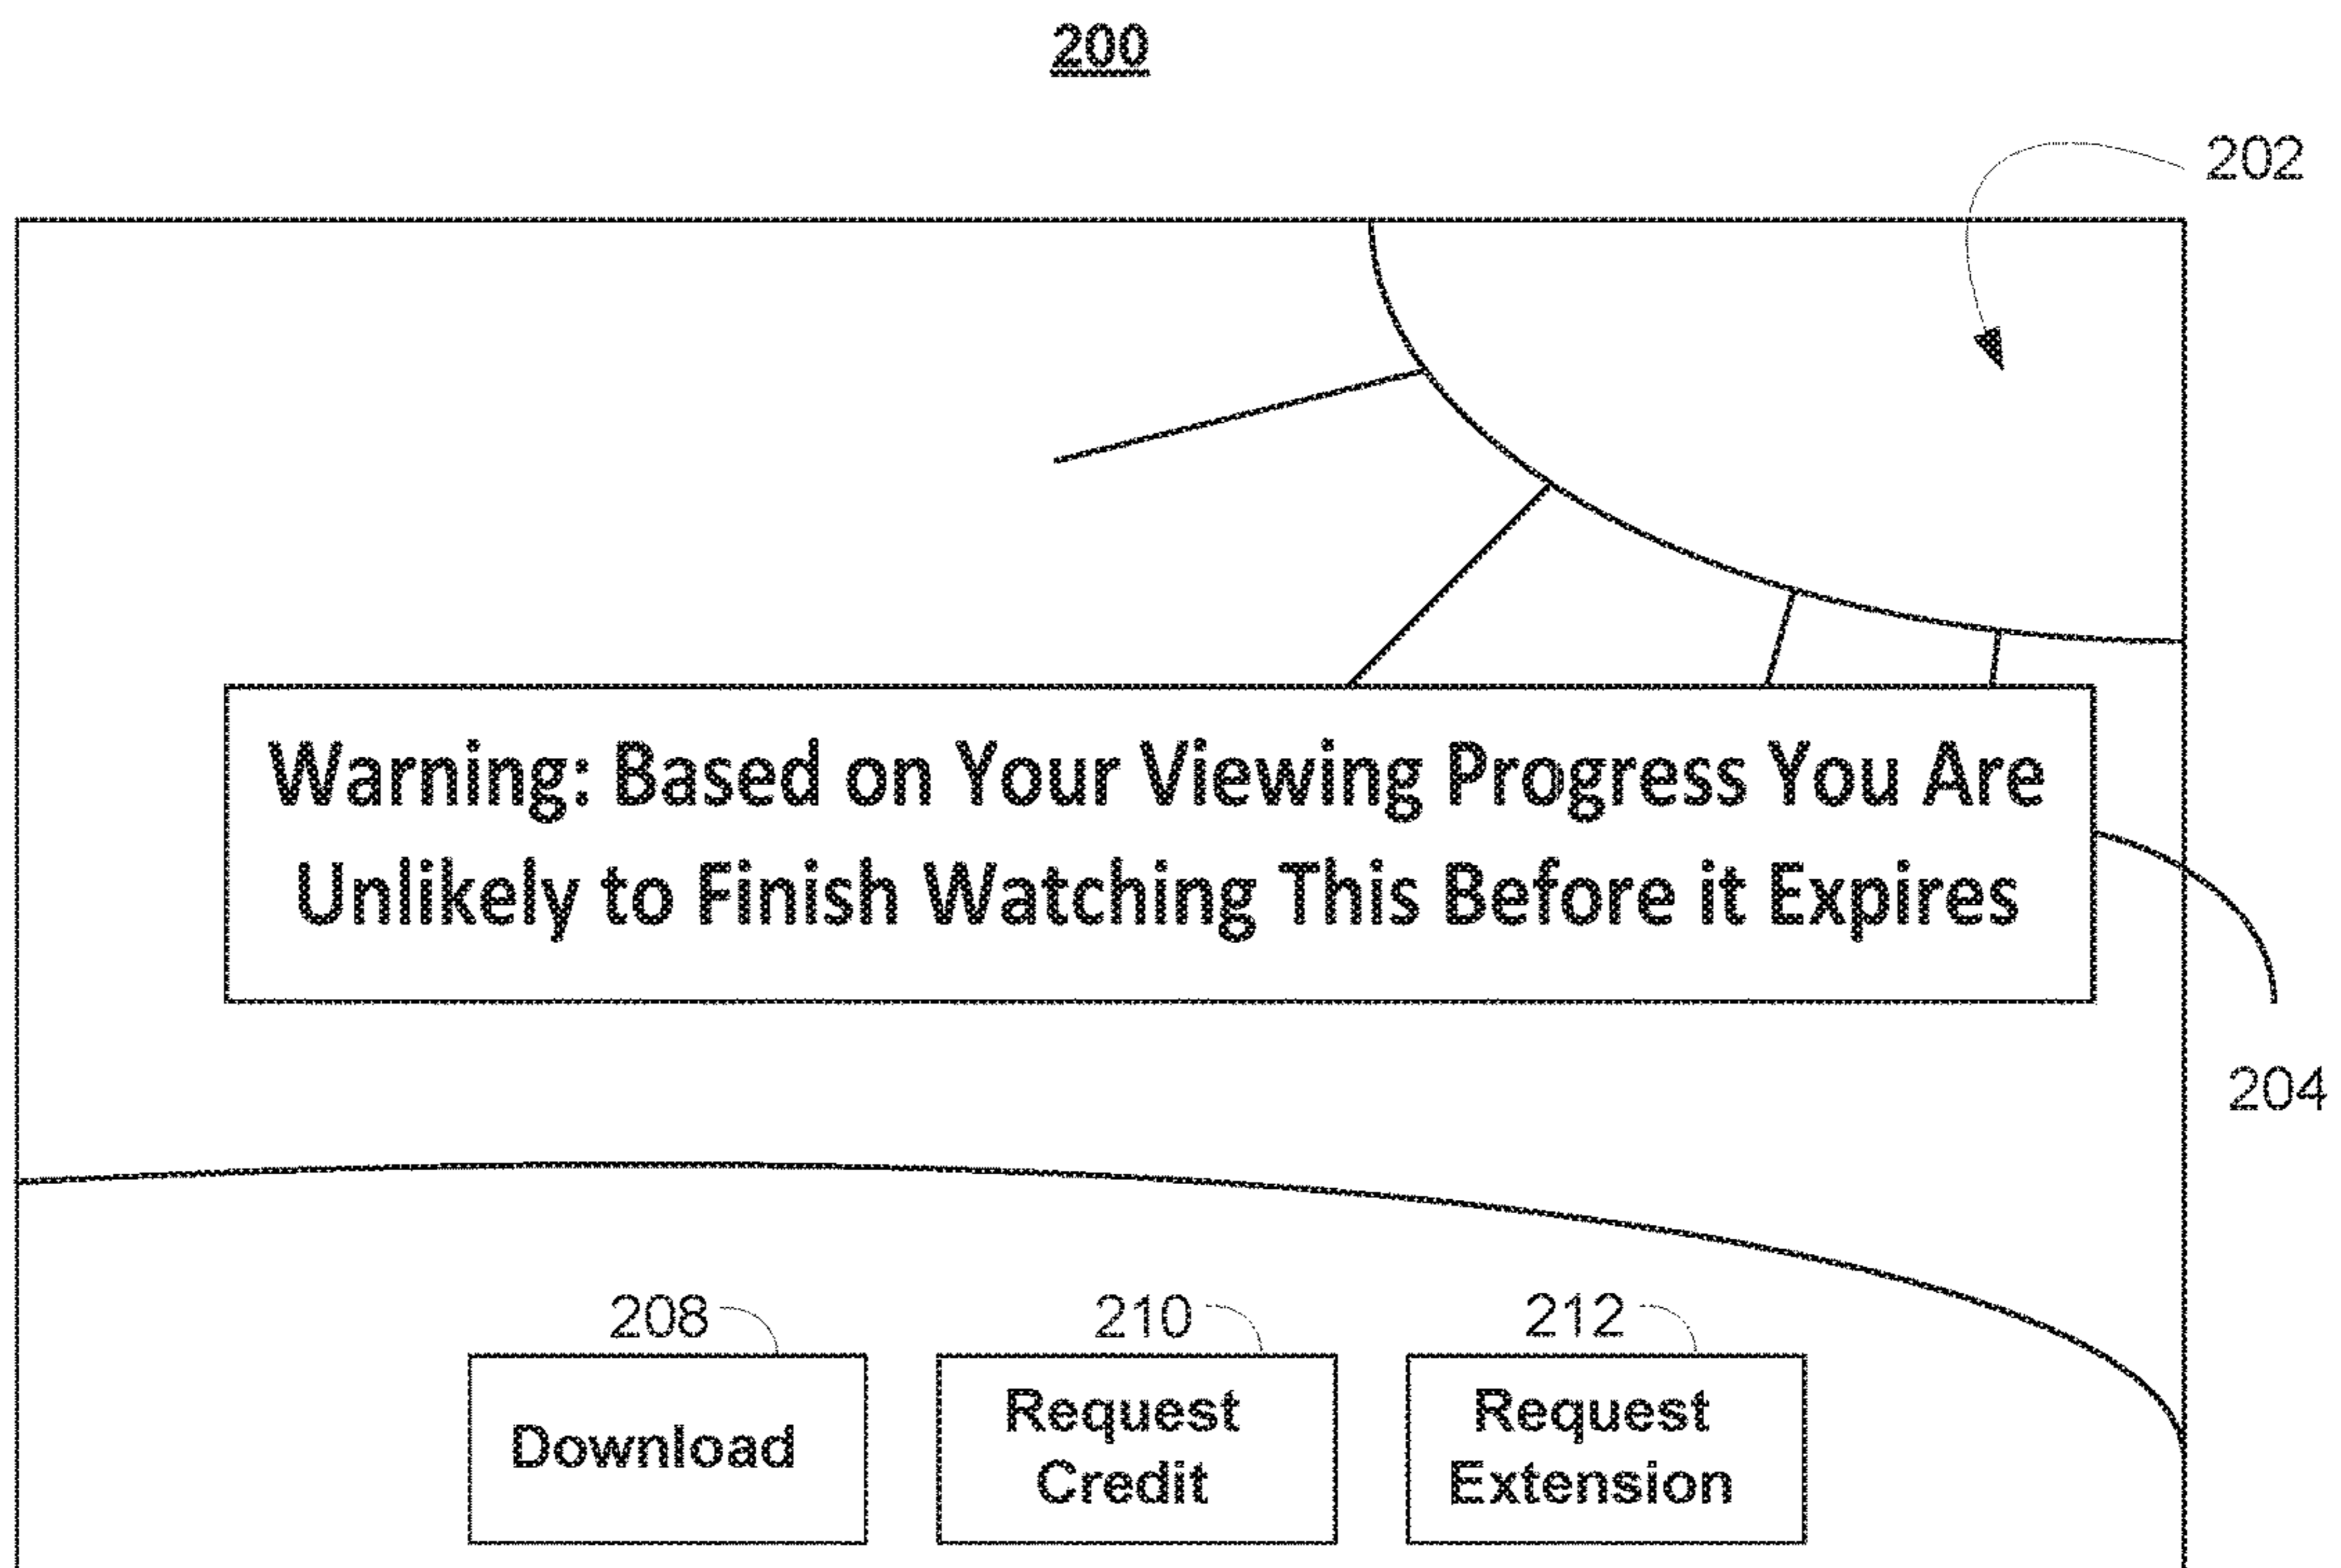 200
202
Warning: Based on Your Viewing Progress You Are
Unlikely to Finish Watching This Before it Expires
204
208
210
212
Download
Request
Credit
Request
Extension